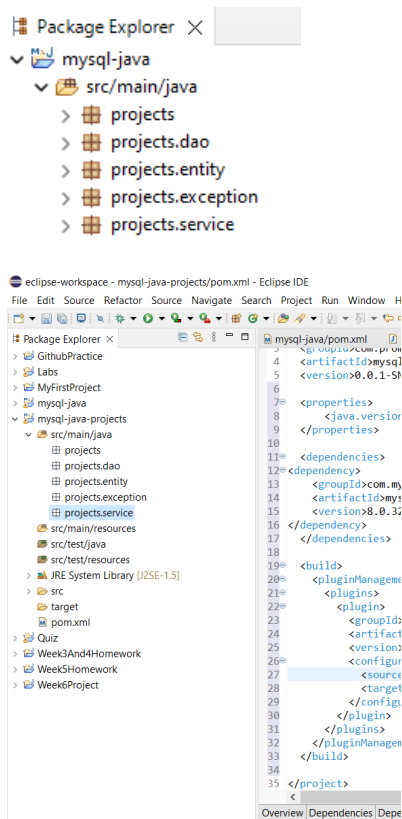 Package Explorer
mysql-java
src/main/java
projects
projects.dao
projects.entity
projects.exception
projects.service
eclipse-workspace - mysql-java-projects/pom.xml - Eclipse IDE
File Edit Source Refactor Source Navigate Search Project Run Window H
Package Explorer
GithubPractice
Labs
MyFirstProject
mysql-java
mysql-java-projects
src/main/java
projects
projects.dao
projects.entity
projects.exception
projects.service
src/main/resources
src/test/java
src/test/resources
JRE System Library [J2SE-1.5]
src
target
pom.xml
Quiz
Week3And4Homework
Week5Homework
Week6Project
mysql-java/pom.xml
4 <artifactId>mysql
5 <version>0.0.1-SN
6
7 <properties>
8 <java.version
9 </properties>
10
11 <dependencies>
12 <dependency>
13 <groupId>com.my
14 <artifactId>mys
15 <version>8.0.32
16 </dependency>
17 </dependencies>
18
19 <build>
20 <pluginManageme
21 <plugins>
22 <plugin>
23 <groupId>
24 <artifact
25 <version>
26 <configur
27 <source
28 <target
29 </configu
30 </plugin>
31 </plugins>
32 </pluginManagem
33 </build>
34
35 </project>
Overview Dependencies Depe